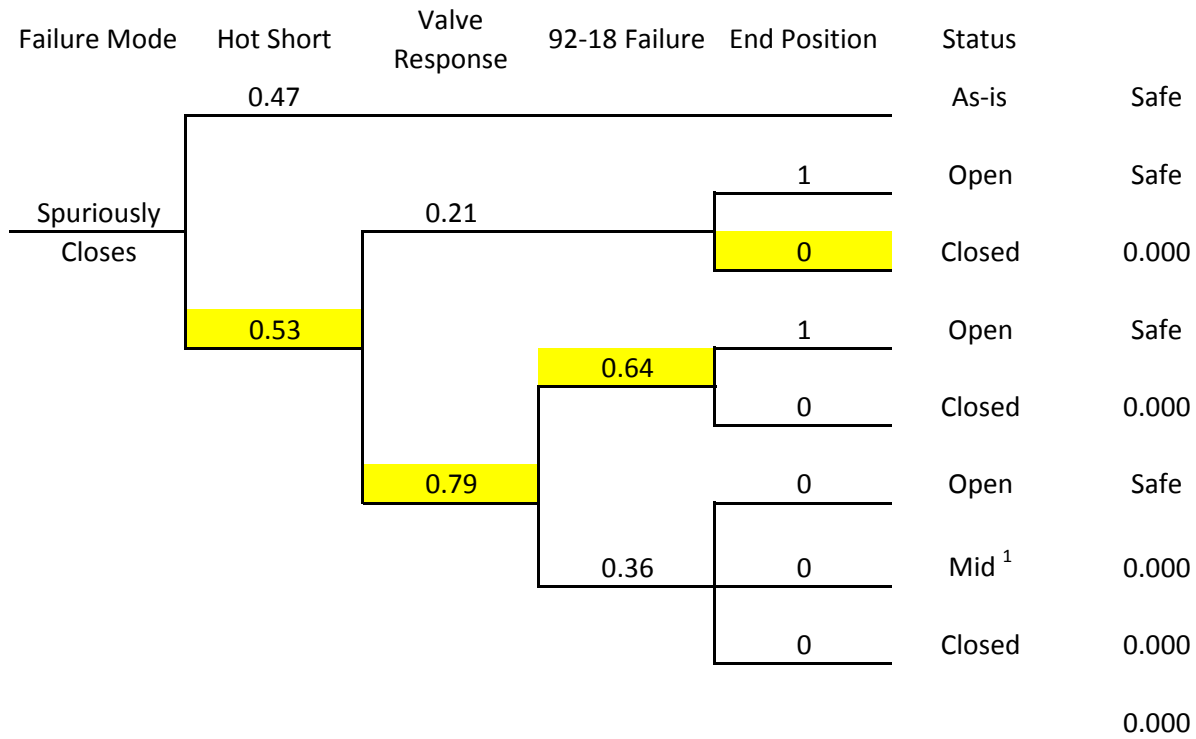 Failure Mode Hot Short Valve Response 92-18 Failure End Position Status
0.47 As-is Safe
1 Open Safe
Spuriously Closes 0.21
0 Closed 0.000
0.53 1 Open Safe
0.64
0 Closed 0.000
0.79 0 Open Safe
0.36 0 Mid 1 0.000
0 Closed 0.000
0.000